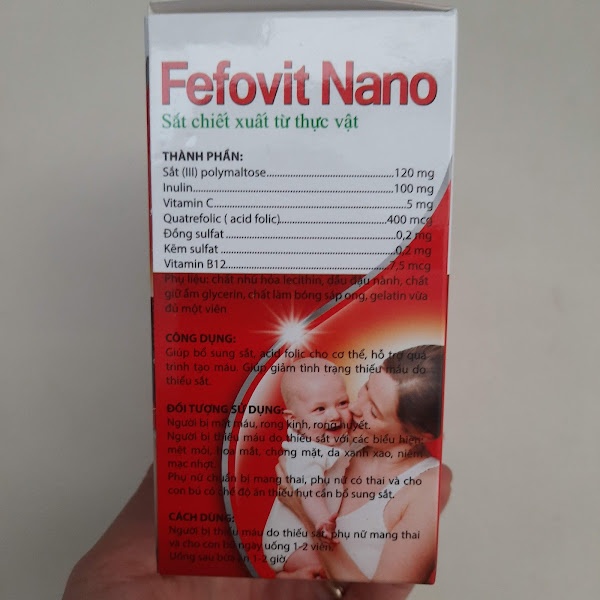 Fefovit Nano
Sắt chiết xuất từ thực vật
THÀNH PHẦN:
Sắt (III) polymaltose....................................120 mg
Inulin............................................................100 mg
Vitamin C..........................................................5 mg
Quatrefolic ( acid folic)..............................400 mcg
Đồng sulfat....................................................0,2 mg
Kẽm sulfat.....................................................0,2 mg
Vitamin B12....................................................7,5 mcg
Phụ liệu: chất nhũ hóa lecithin, dầu đậu nành, chất
giữ ẩm glycerin, chất làm bóng sáp ong, gelatin vừa
đủ một viên
CÔNG DỤNG:
Giúp bổ sung sắt, acid folic cho cơ thể, hỗ trợ quá
trình tạo máu. Giúp giảm tình trạng thiếu máu do
thiếu sắt.
ĐỐI TƯỢNG SỬ DỤNG:
Người bị mất máu, rong kinh, rong huyết.
Người bị thiếu máu do thiếu sắt với các biểu hiện:
mệt mỏi, hoa mắt, chóng mặt, da xanh xao, niêm
mạc nhợt.
Phụ nữ chuẩn bị mang thai, phụ nữ có thai và cho
con bú có chế độ ăn thiếu hụt cần bổ sung sắt.
CÁCH DÙNG:
Người bị thiếu máu do thiếu sắt, phụ nữ mang thai
và cho con bú ngày uống 1-2 viên.
Uống sau bữa ăn 1-2 giờ.